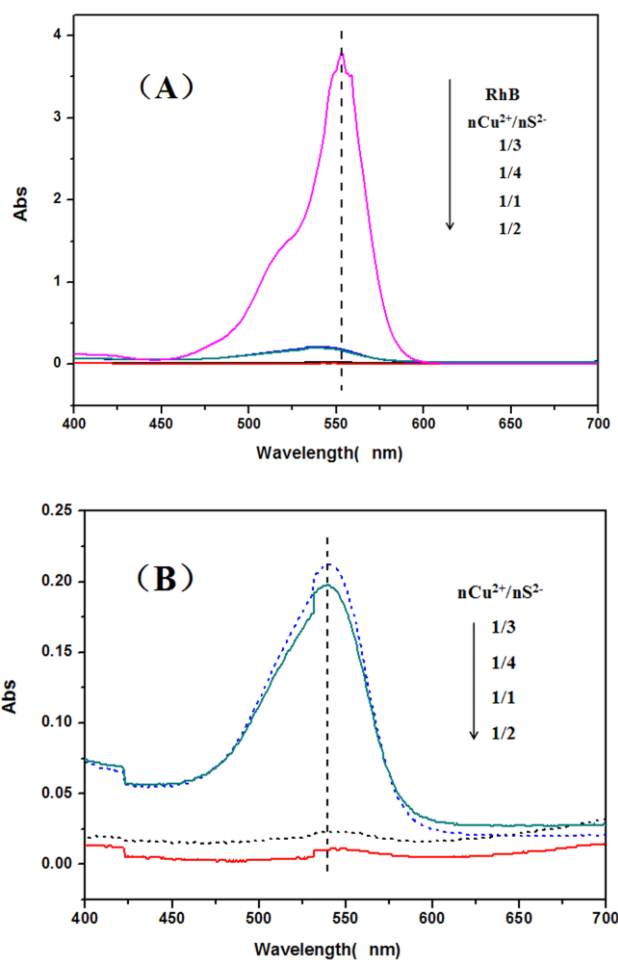 (A)
Abs
4
3
2
1
0
RhB
nCu²⁺/nS²⁻
1/3
1/4
1/1
1/2
400 450 500 550 600 650 700
Wavelength( nm)
(B)
Abs
0.25
0.20
0.15
0.10
0.05
0.00
nCu²⁺/nS²⁻
1/3
1/4
1/1
1/2
400 450 500 550 600 650 700
Wavelength( nm)